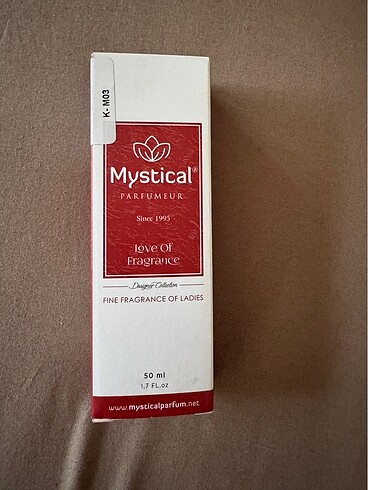 K- M03
Mystical®
PARFUMEUR
Since 1995
Love Of
Fragrance
Designer Collection
FINE FRAGRANCE OF LADIES
50 ml
1,7 FL.oz
www.mysticalparfum.net